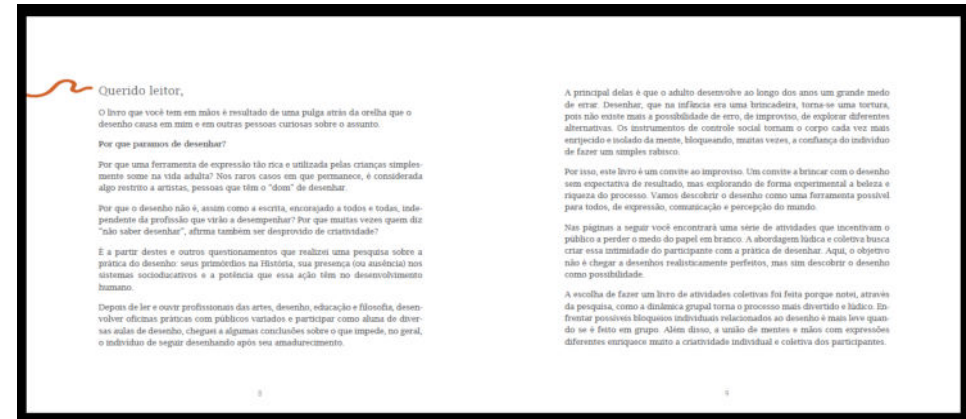 Querido leitor,
O livro que você tem em mãos é resultado de uma pulga atrás da orelha que o
desenho causa em mim e em outras pessoas curiosas sobre o assunto.
Por que paramos de desenhar?
Por que uma ferramenta de expressão tão rica e utilizada pelas crianças simples-
mente some na vida adulta? Nos raros casos em que permanece, é considerada
algo restrito a artistas, pessoas que têm o "dom" de desenhar.
Por que o desenho não é, assim como a escrita, encorajado a todos e todas, inde-
pendente da profissão que virão a desempenhar? Por que muitas vezes quem diz
"não saber desenhar", afirma também ser desprovido de criatividade?
É a partir destes e outros questionamentos que realizei uma pesquisa sobre a
prática do desenho: seus primórdios na História, sua presença (ou ausência) nos
sistemas socioeducativos e a potência que essa ação têm no desenvolvimento
humano.
Depois de ler e ouvir profissionais das artes, desenho, educação e filosofia, desen-
volver oficinas práticas com públicos variados e participar como aluna de diver-
sas aulas de desenho, cheguei a algumas conclusões sobre o que impede, no geral,
o indivíduo de seguir desenhando após seu amadurecimento.
A principal delas é que o adulto desenvolve ao longo dos anos um grande medo
de errar. Desenhar, que na infância era uma brincadeira, torna-se uma tortura,
pois não existe mais a possibilidade de erro, de improviso, de explorar diferentes
alternativas. Os instrumentos de controle social tornam o corpo cada vez mais
enrijecido e isolado da mente, bloqueando, muitas vezes, a confiança do indivíduo
de fazer um simples rabisco.
Por isso, este livro é um convite ao improviso. Um convite a brincar com o desenho
sem expectativa de resultado, mas explorando de forma experimental a beleza e
riqueza do processo. Vamos descobrir o desenho como uma ferramenta possível
para todos, de expressão, comunicação e percepção do mundo.
Nas páginas a seguir você encontrará uma série de atividades que incentivam o
público a perder o medo do papel em branco. A abordagem lúdica e coletiva busca
criar essa intimidade do participante com a prática de desenhar. Aqui, o objetivo
não é chegar a desenhos realisticamente perfeitos, mas sim descobrir o desenho
como possibilidade.
A escolha de fazer um livro de atividades coletivas foi feita porque notei, através
da pesquisa, como a dinâmica grupal torna o processo mais divertido e lúdico. En-
frentar possíveis bloqueios individuais relacionados ao desenho é mais leve quan-
do se é feito em grupo. Além disso, a união de mentes e mãos com expressões
diferentes enriquece muito a criatividade individual e coletiva dos participantes.